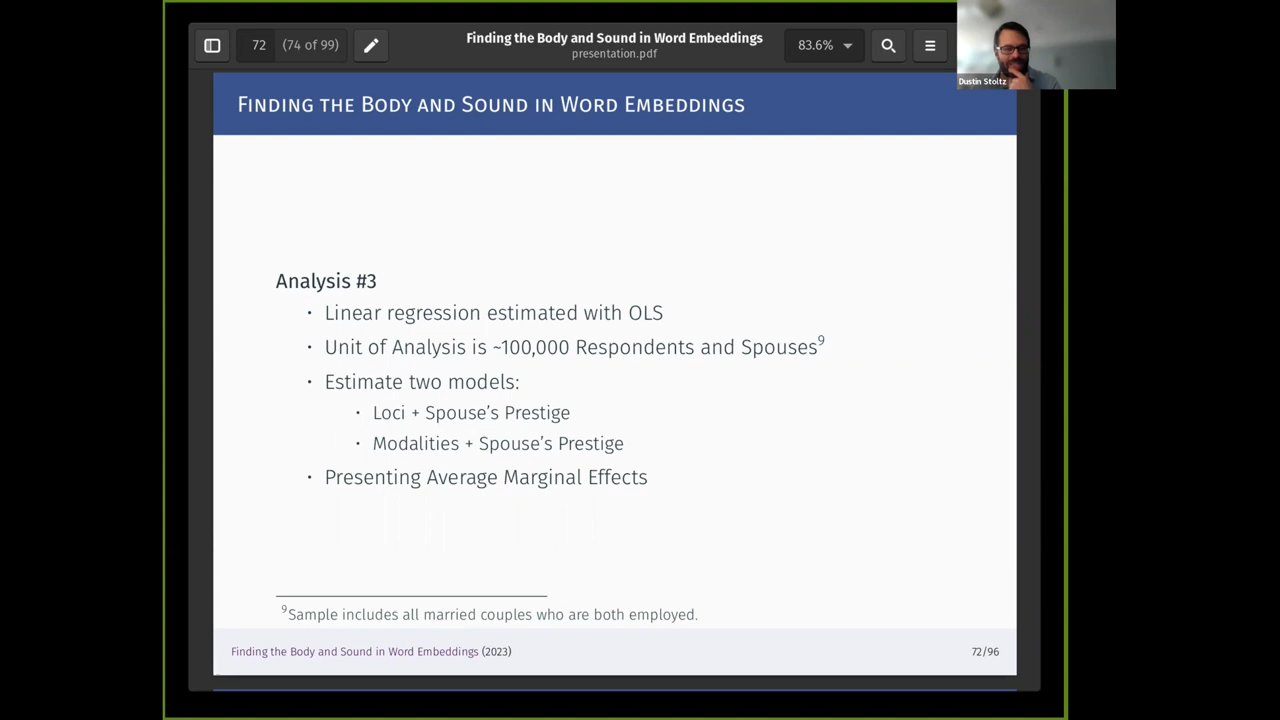 72 (74 of 99)
Finding the Body and Sound in Word Embeddings
presentation.pdf
83.6%
Dustin Stoltz
Finding the Body and Sound in Word Embeddings
Analysis #3
· Linear regression estimated with OLS
· Unit of Analysis is ~100,000 Respondents and Spouses⁹
· Estimate two models:
· Loci + Spouse's Prestige
· Modalities + Spouse's Prestige
· Presenting Average Marginal Effects
⁹Sample includes all married couples who are both employed.
Finding the Body and Sound in Word Embeddings (2023)
72/96